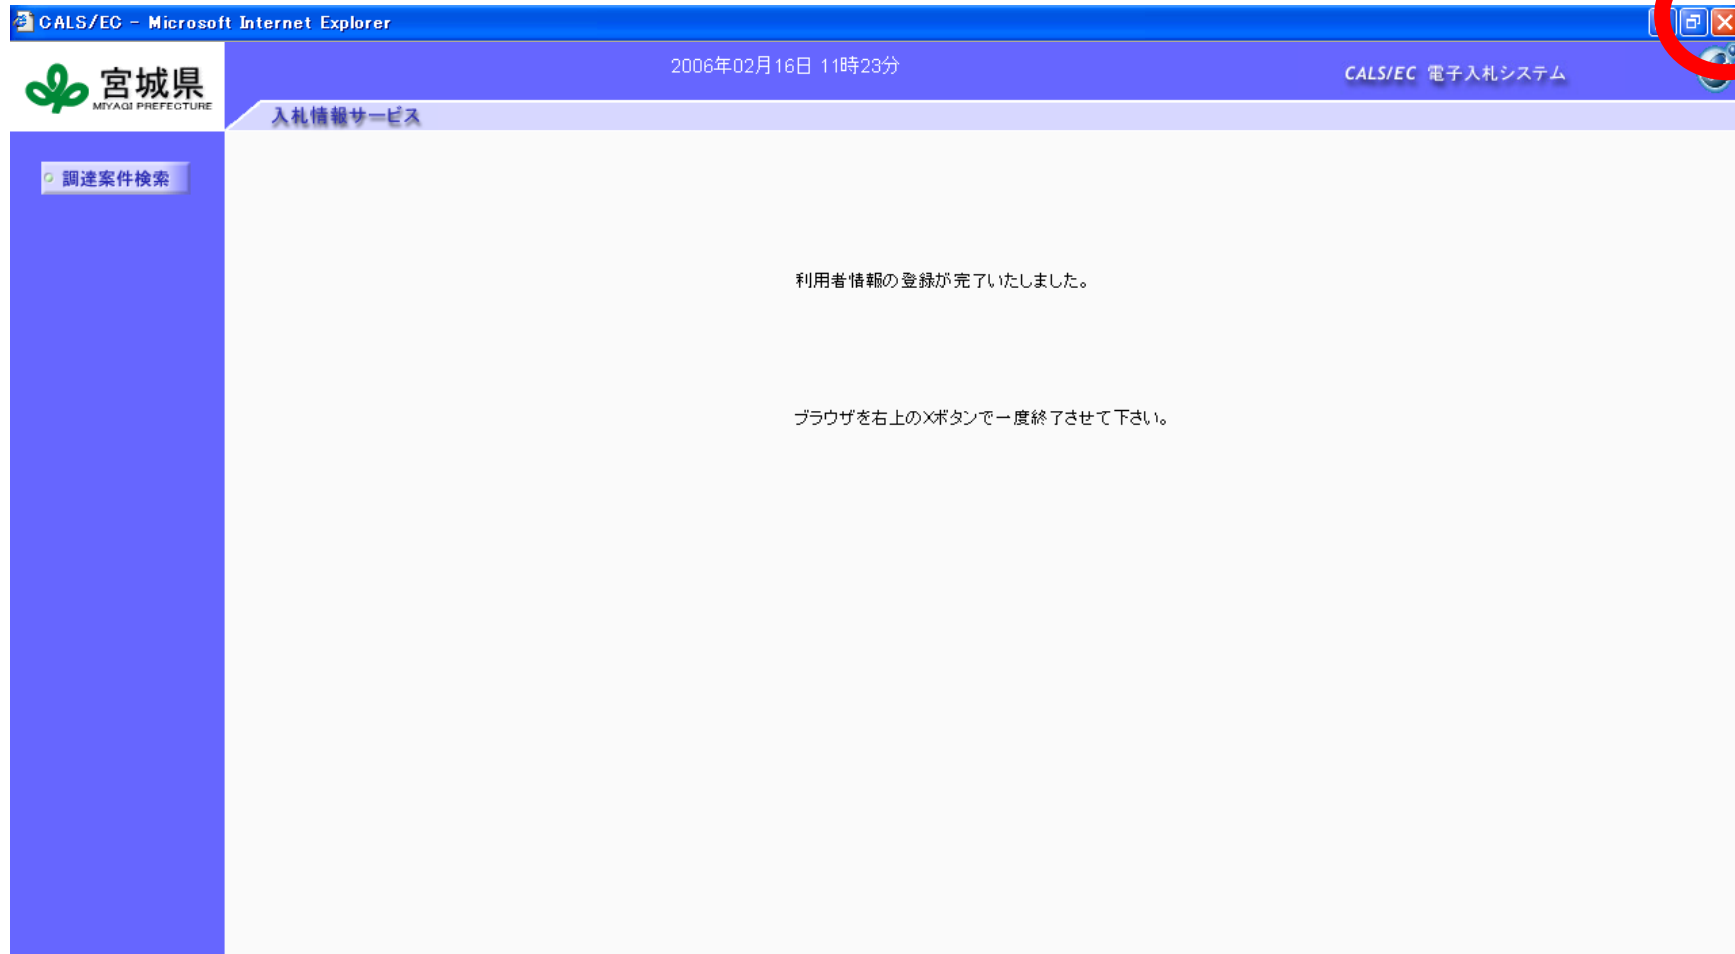 CALS/EC - Microsoft Internet Explorer
宮城県
MIYAGI PREFECTURE
2006年02月16日 11時23分
CALS/EC 電子入札システム
入札情報サービス
調達案件検索
利用者情報の登録が完了いたしました。
ブラウザを右上の×ボタンで一度終了させて下さい。